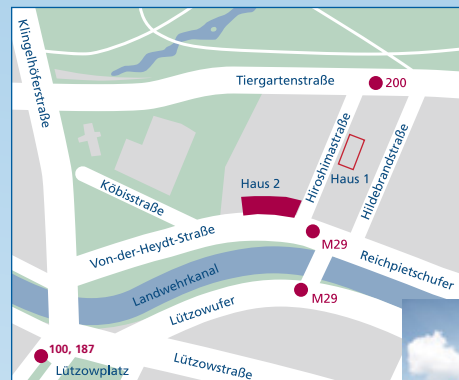 Klingelhöferstraße
Tiergartenstraße
200
Hiroshimastraße
Haus 1
Hildebrandstraße
Haus 2
Köbisstraße
Von-der-Heydt-Straße
M29
Reichpietschufer
Landwehrkanal
M29
Lützowufer
100, 187
Lützowplatz
Lützowstraße